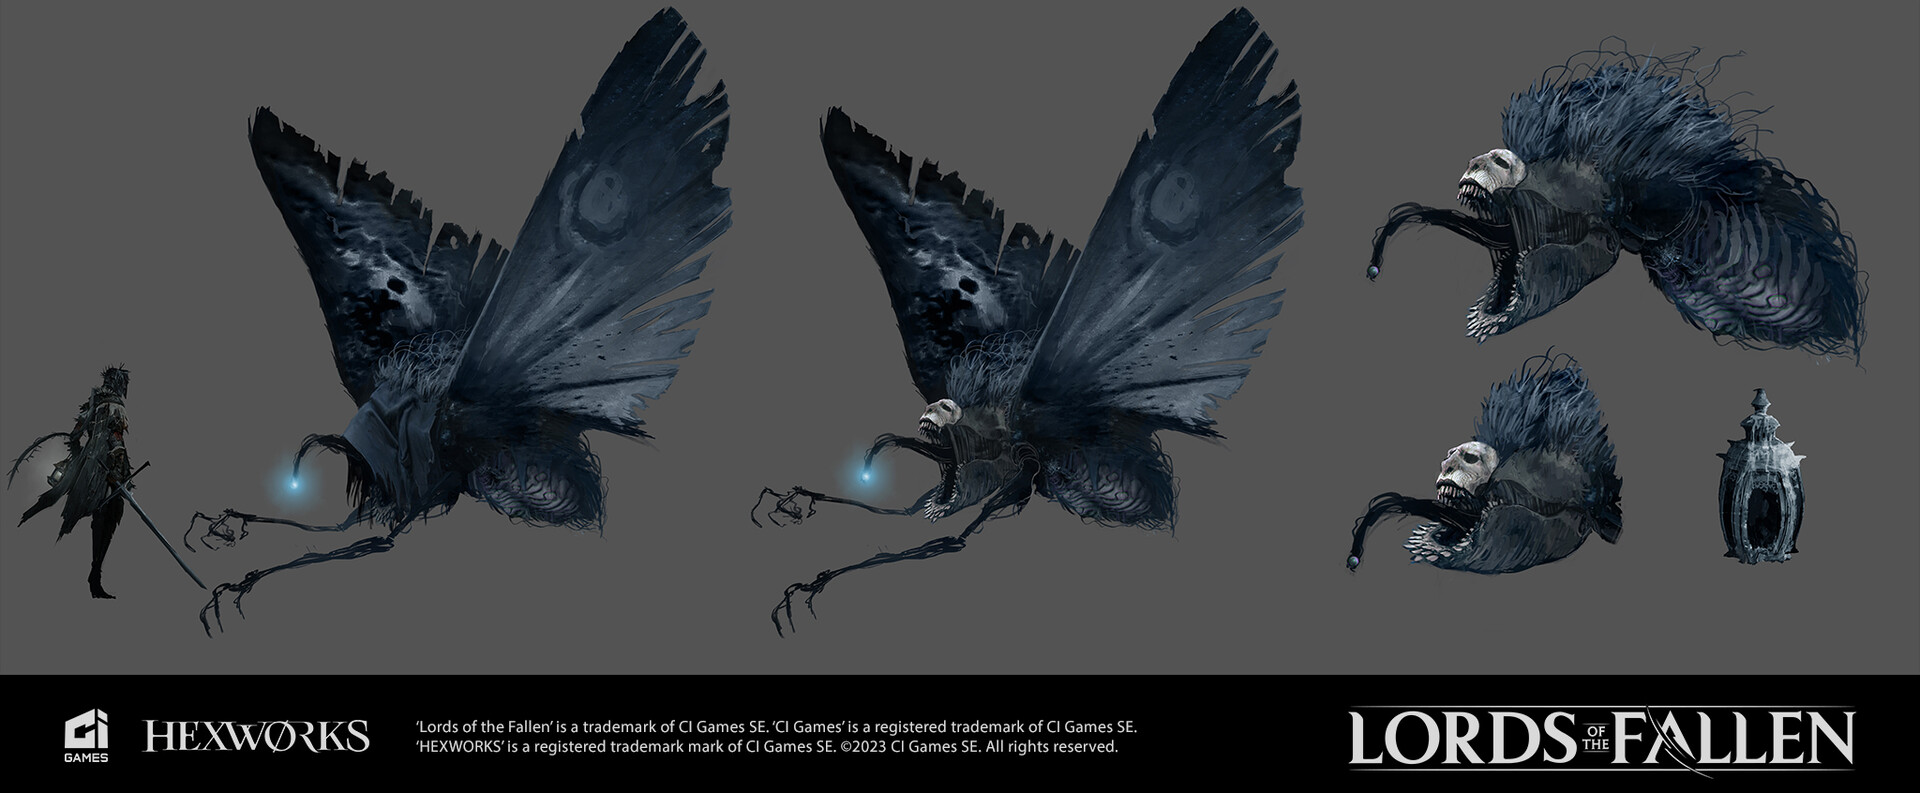 CI
GAMES
HEXWORKS
‘Lords of the Fallen’ is a trademark of CI Games SE. ‘CI Games’ is a registered trademark of CI Games SE.
‘HEXWORKS’ is a registered trademark mark of CI Games SE. ©2023 CI Games SE. All rights reserved.
LORDS OF THE FALLEN